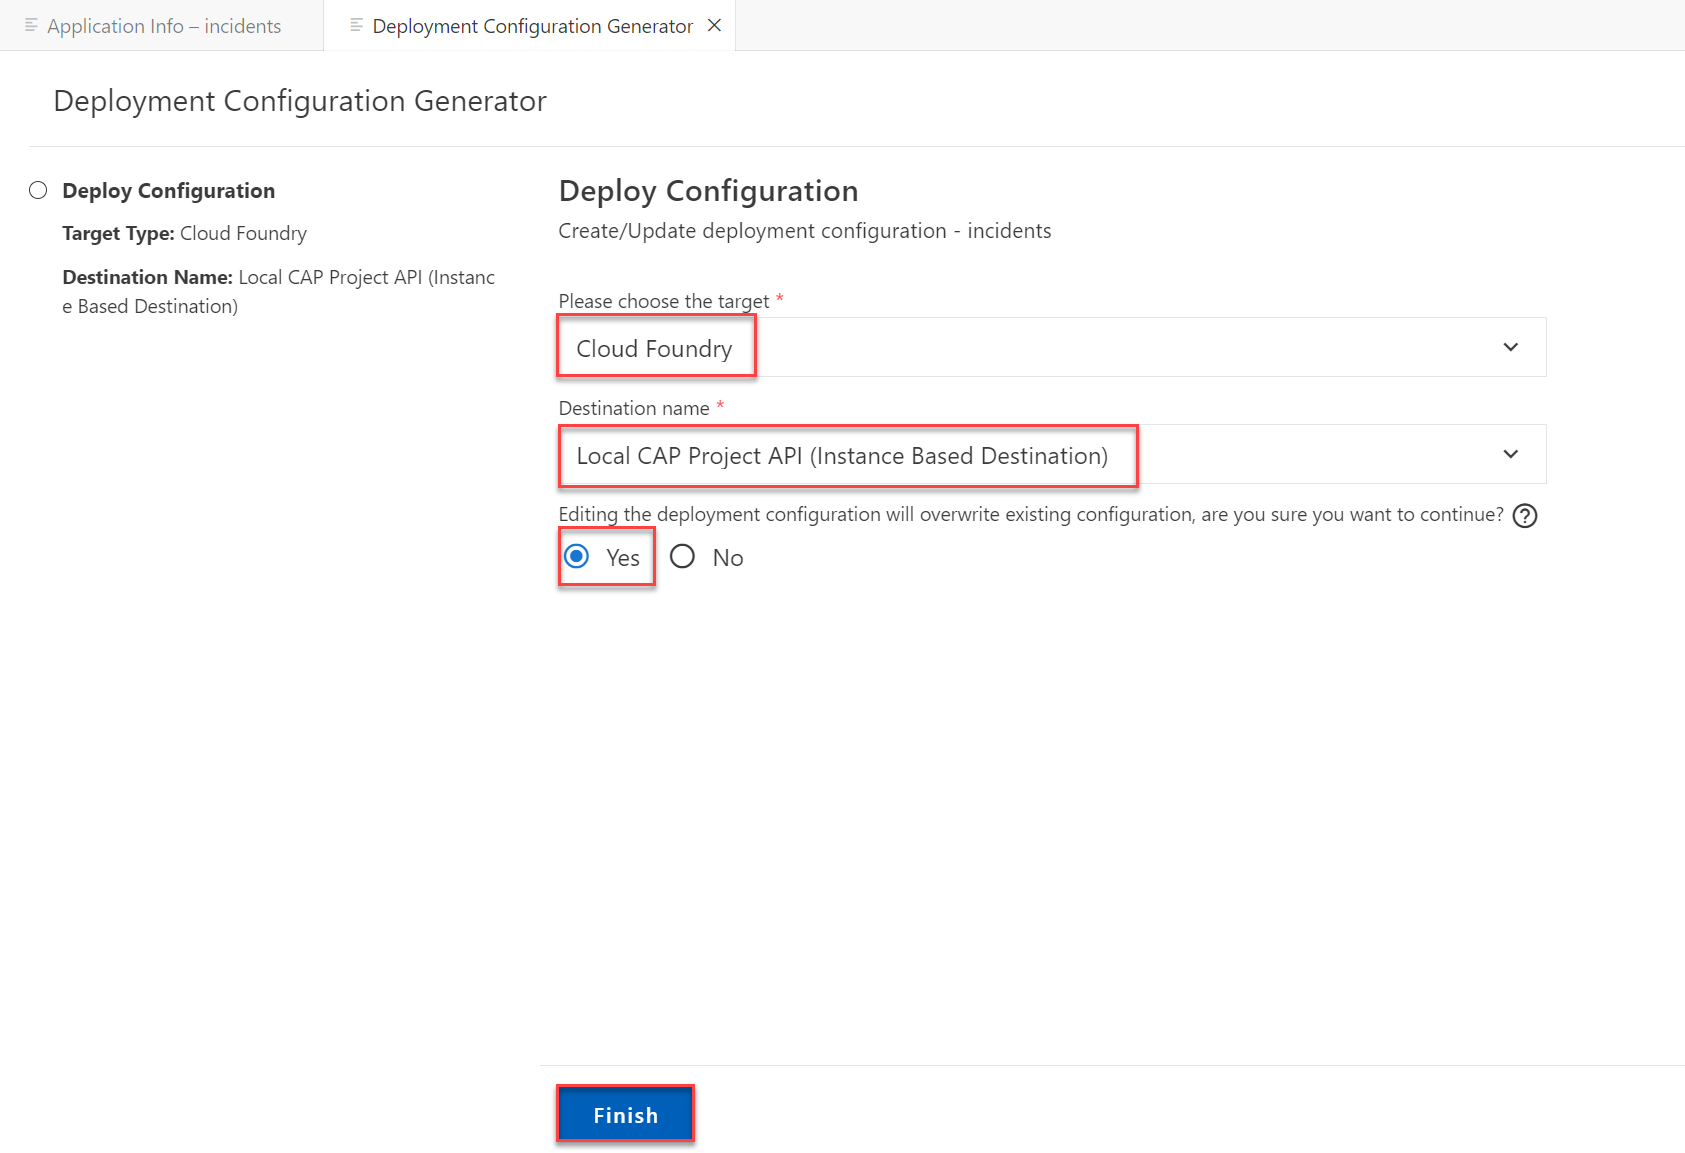 Application Info – incidents
Deployment Configuration Generator
Deployment Configuration Generator
Deploy Configuration
Target Type: Cloud Foundry
Destination Name: Local CAP Project API (Instanc
e Based Destination)
Deploy Configuration
Create/Update deployment configuration - incidents
Please choose the target *
Cloud Foundry
Destination name *
Local CAP Project API (Instance Based Destination)
Editing the deployment configuration will overwrite existing configuration, are you sure you want to continue? ?
Yes No
Finish